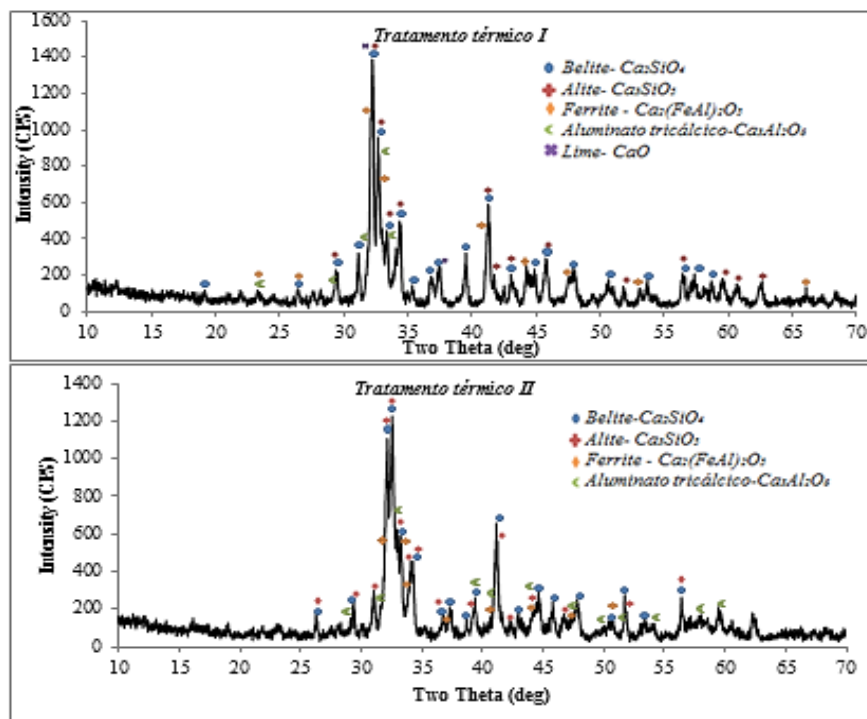 Tratamento térmico I
Intensity (CPS)
1600
1400
1200
1000
800
600
400
200
0
Belite- Ca₂SiO₄
Alite- Ca₃SiO₅
Ferrite - Ca₂(FeAl)₂O₅
Aluminato tricálcico-Ca₃Al₂O₆
Lime- CaO
10 15 20 25 30 35 40 45 50 55 60 65 70
Two Theta (deg)
Tratamento térmico II
Intensity (CPS)
1400
1200
1000
800
600
400
200
0
Belite-Ca₂SiO₄
Alite- Ca₃SiO₅
Ferrite - Ca₂(FeAl)₂O₅
Aluminato tricálcico-Ca₃Al₂O₆
10 15 20 25 30 35 40 45 50 55 60 65 70
Two Theta (deg)